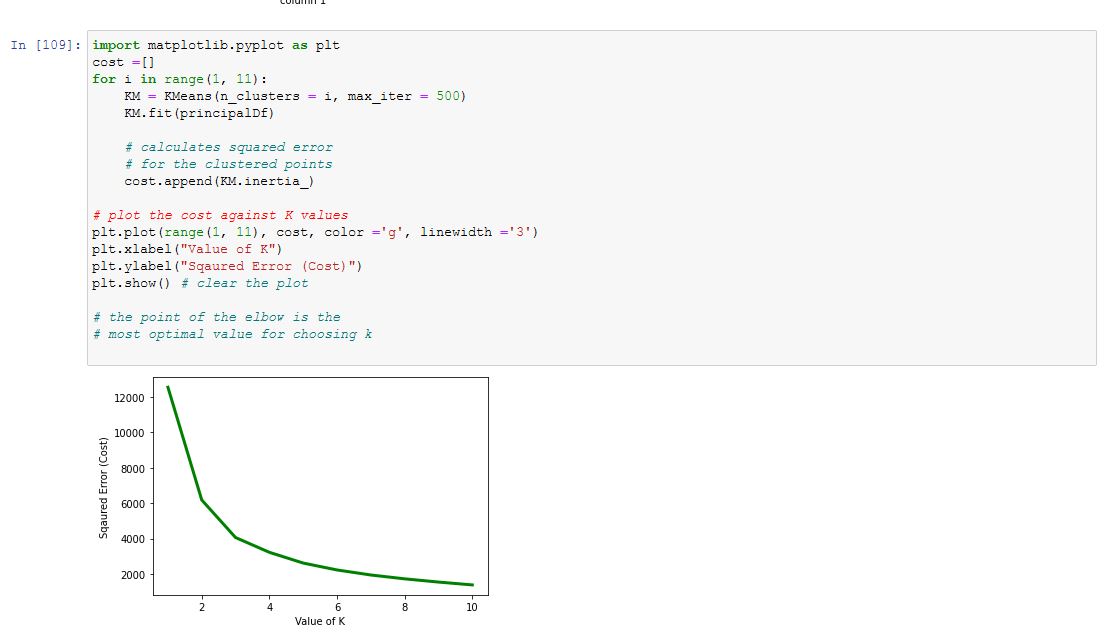 column 1
In [109]:
import matplotlib.pyplot as plt
cost =[]
for i in range(1, 11):
    KM = KMeans(n_clusters = i, max_iter = 500)
    KM.fit(principalDf)

    # calculates squared error
    # for the clustered points
    cost.append(KM.inertia_)

# plot the cost against K values
plt.plot(range(1, 11), cost, color ='g', linewidth ='3')
plt.xlabel("Value of K")
plt.ylabel("Sqaured Error (Cost)")
plt.show() # clear the plot

# the point of the elbow is the
# most optimal value for choosing k
12000
10000
8000
6000
4000
2000
Sqaured Error (Cost)
2 4 6 8 10
Value of K